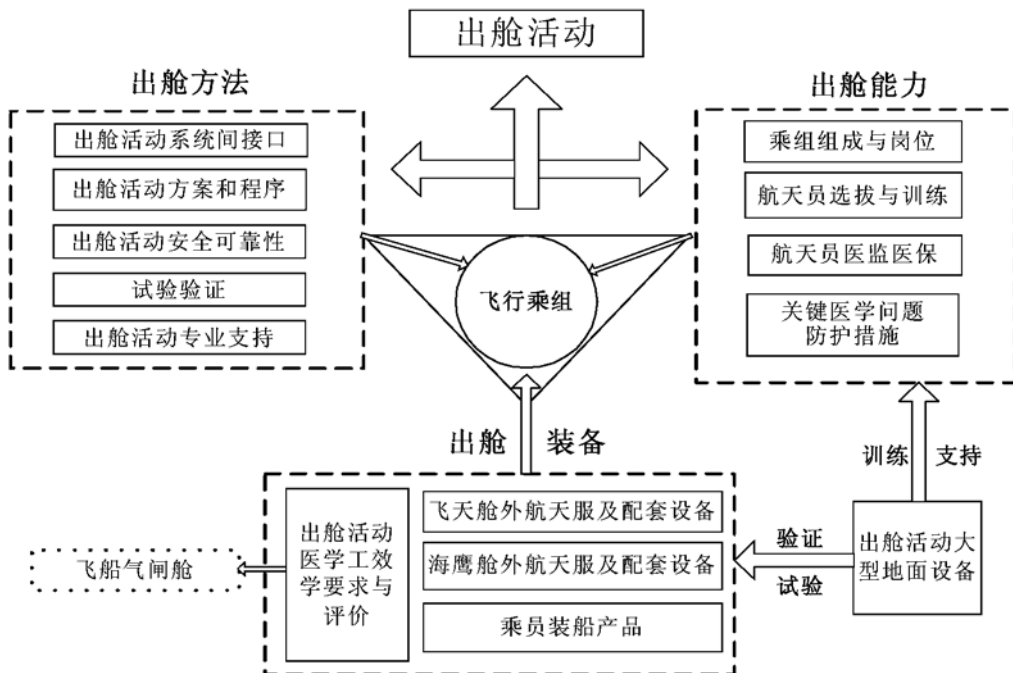 出舱活动
出舱方法
出舱活动系统间接口
出舱活动方案和程序
出舱活动安全可靠性
试验验证
出舱活动专业支持
出舱能力
乘组组成与岗位
航天员选拔与训练
航天员医监医保
关键医学问题
防护措施
飞行乘组
出舱 装备
出舱活动
医学工效
学要求与
评价
飞天舱外航天服及配套设备
海鹰舱外航天服及配套设备
乘员装船产品
飞船气闸舱
训练 支持
验证
试验
出舱活动大
型地面设备